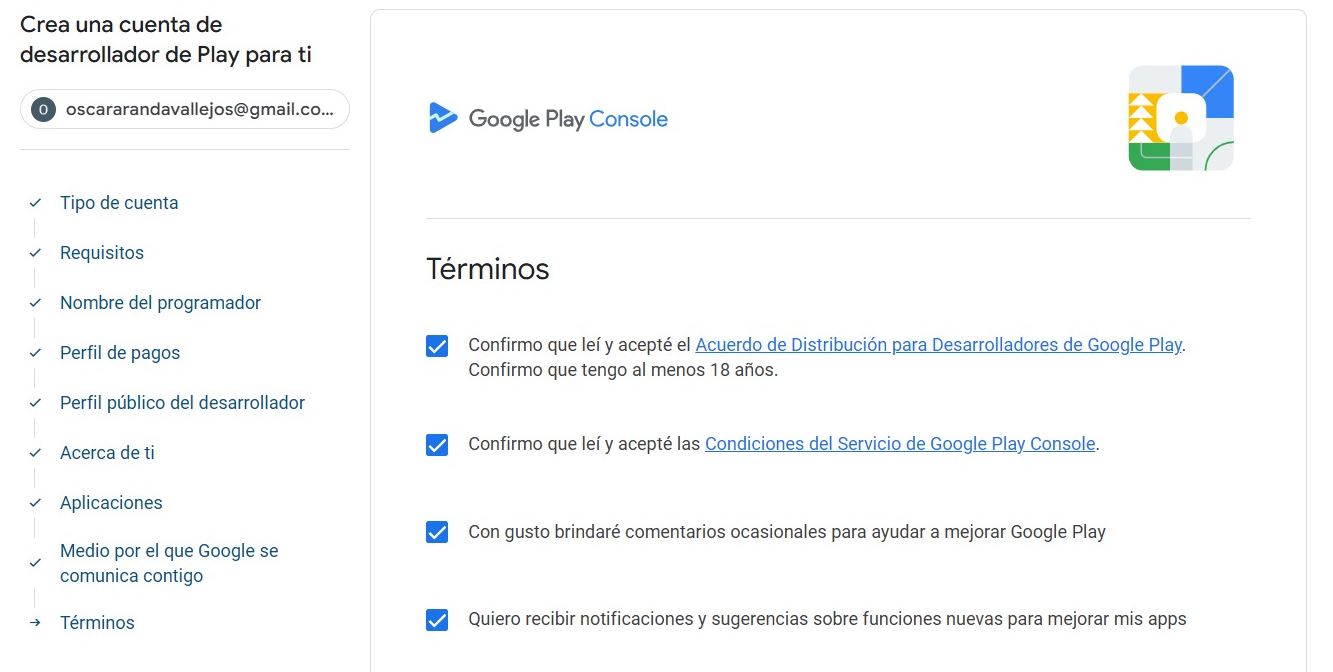 Crea una cuenta de
desarrollador de Play para ti
O oscararandavallejos@gmail.co...
Tipo de cuenta
Requisitos
Nombre del programador
Perfil de pagos
Perfil público del desarrollador
Acerca de ti
Aplicaciones
Medio por el que Google se
comunica contigo
Términos
Google Play Console
Términos
Confirmo que leí y acepté el Acuerdo de Distribución para Desarrolladores de Google Play.
Confirmo que tengo al menos 18 años.
Confirmo que leí y acepté las Condiciones del Servicio de Google Play Console.
Con gusto brindaré comentarios ocasionales para ayudar a mejorar Google Play
Quiero recibir notificaciones y sugerencias sobre funciones nuevas para mejorar mis apps